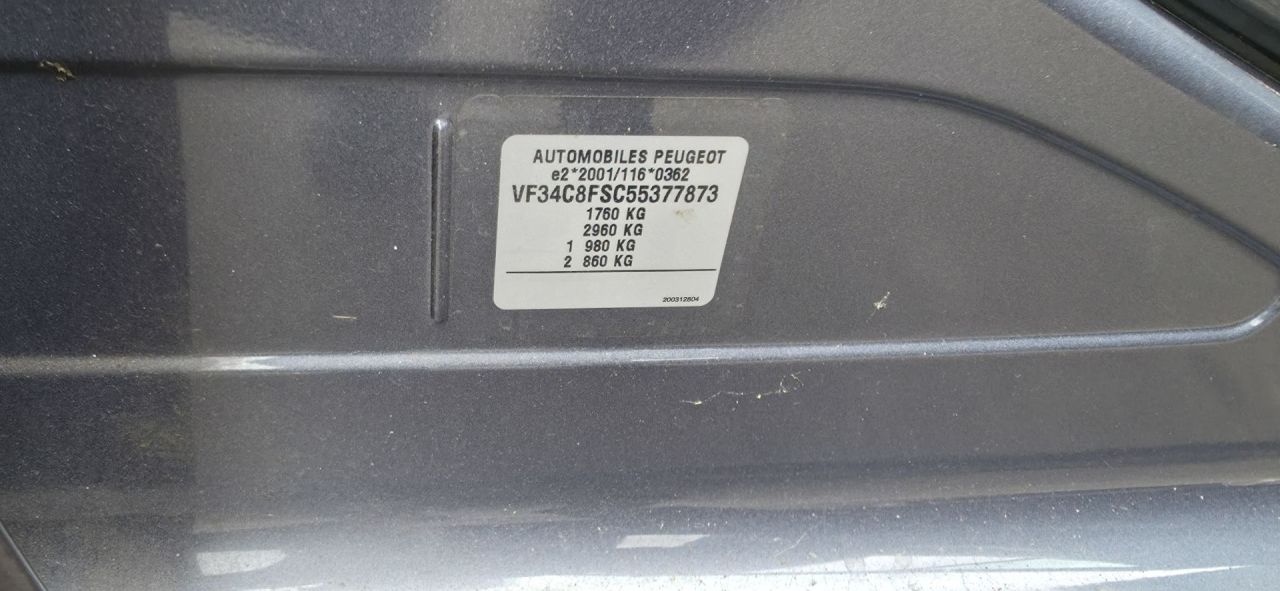 AUTOMOBILES PEUGEOT
e2*2001/116*0362
VF34C8FSC55377873
1760 KG
2960 KG
1 980 KG
2 860 KG
200312804